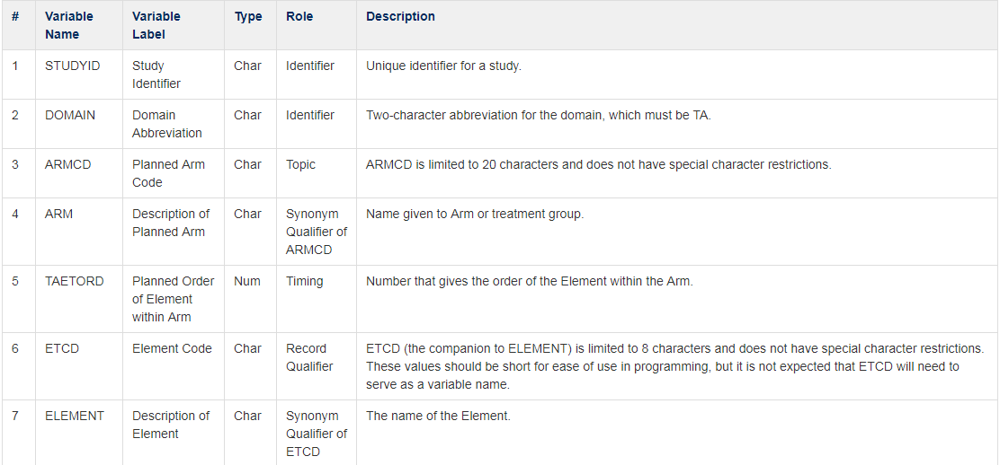 # Variable Name Variable Label Type Role Description
1 STUDYID Study Identifier Char Identifier Unique identifier for a study.
2 DOMAIN Domain Abbreviation Char Identifier Two-character abbreviation for the domain, which must be TA.
3 ARMCD Planned Arm Code Char Topic ARMCD is limited to 20 characters and does not have special character restrictions.
4 ARM Description of Planned Arm Char Synonym Qualifier of ARMCD Name given to Arm or treatment group.
5 TAETORD Planned Order of Element within Arm Num Timing Number that gives the order of the Element within the Arm.
6 ETCD Element Code Char Record Qualifier ETCD (the companion to ELEMENT) is limited to 8 characters and does not have special character restrictions.
These values should be short for ease of use in programming, but it is not expected that ETCD will need to
serve as a variable name.
7 ELEMENT Description of Element Char Synonym Qualifier of ETCD The name of the Element.